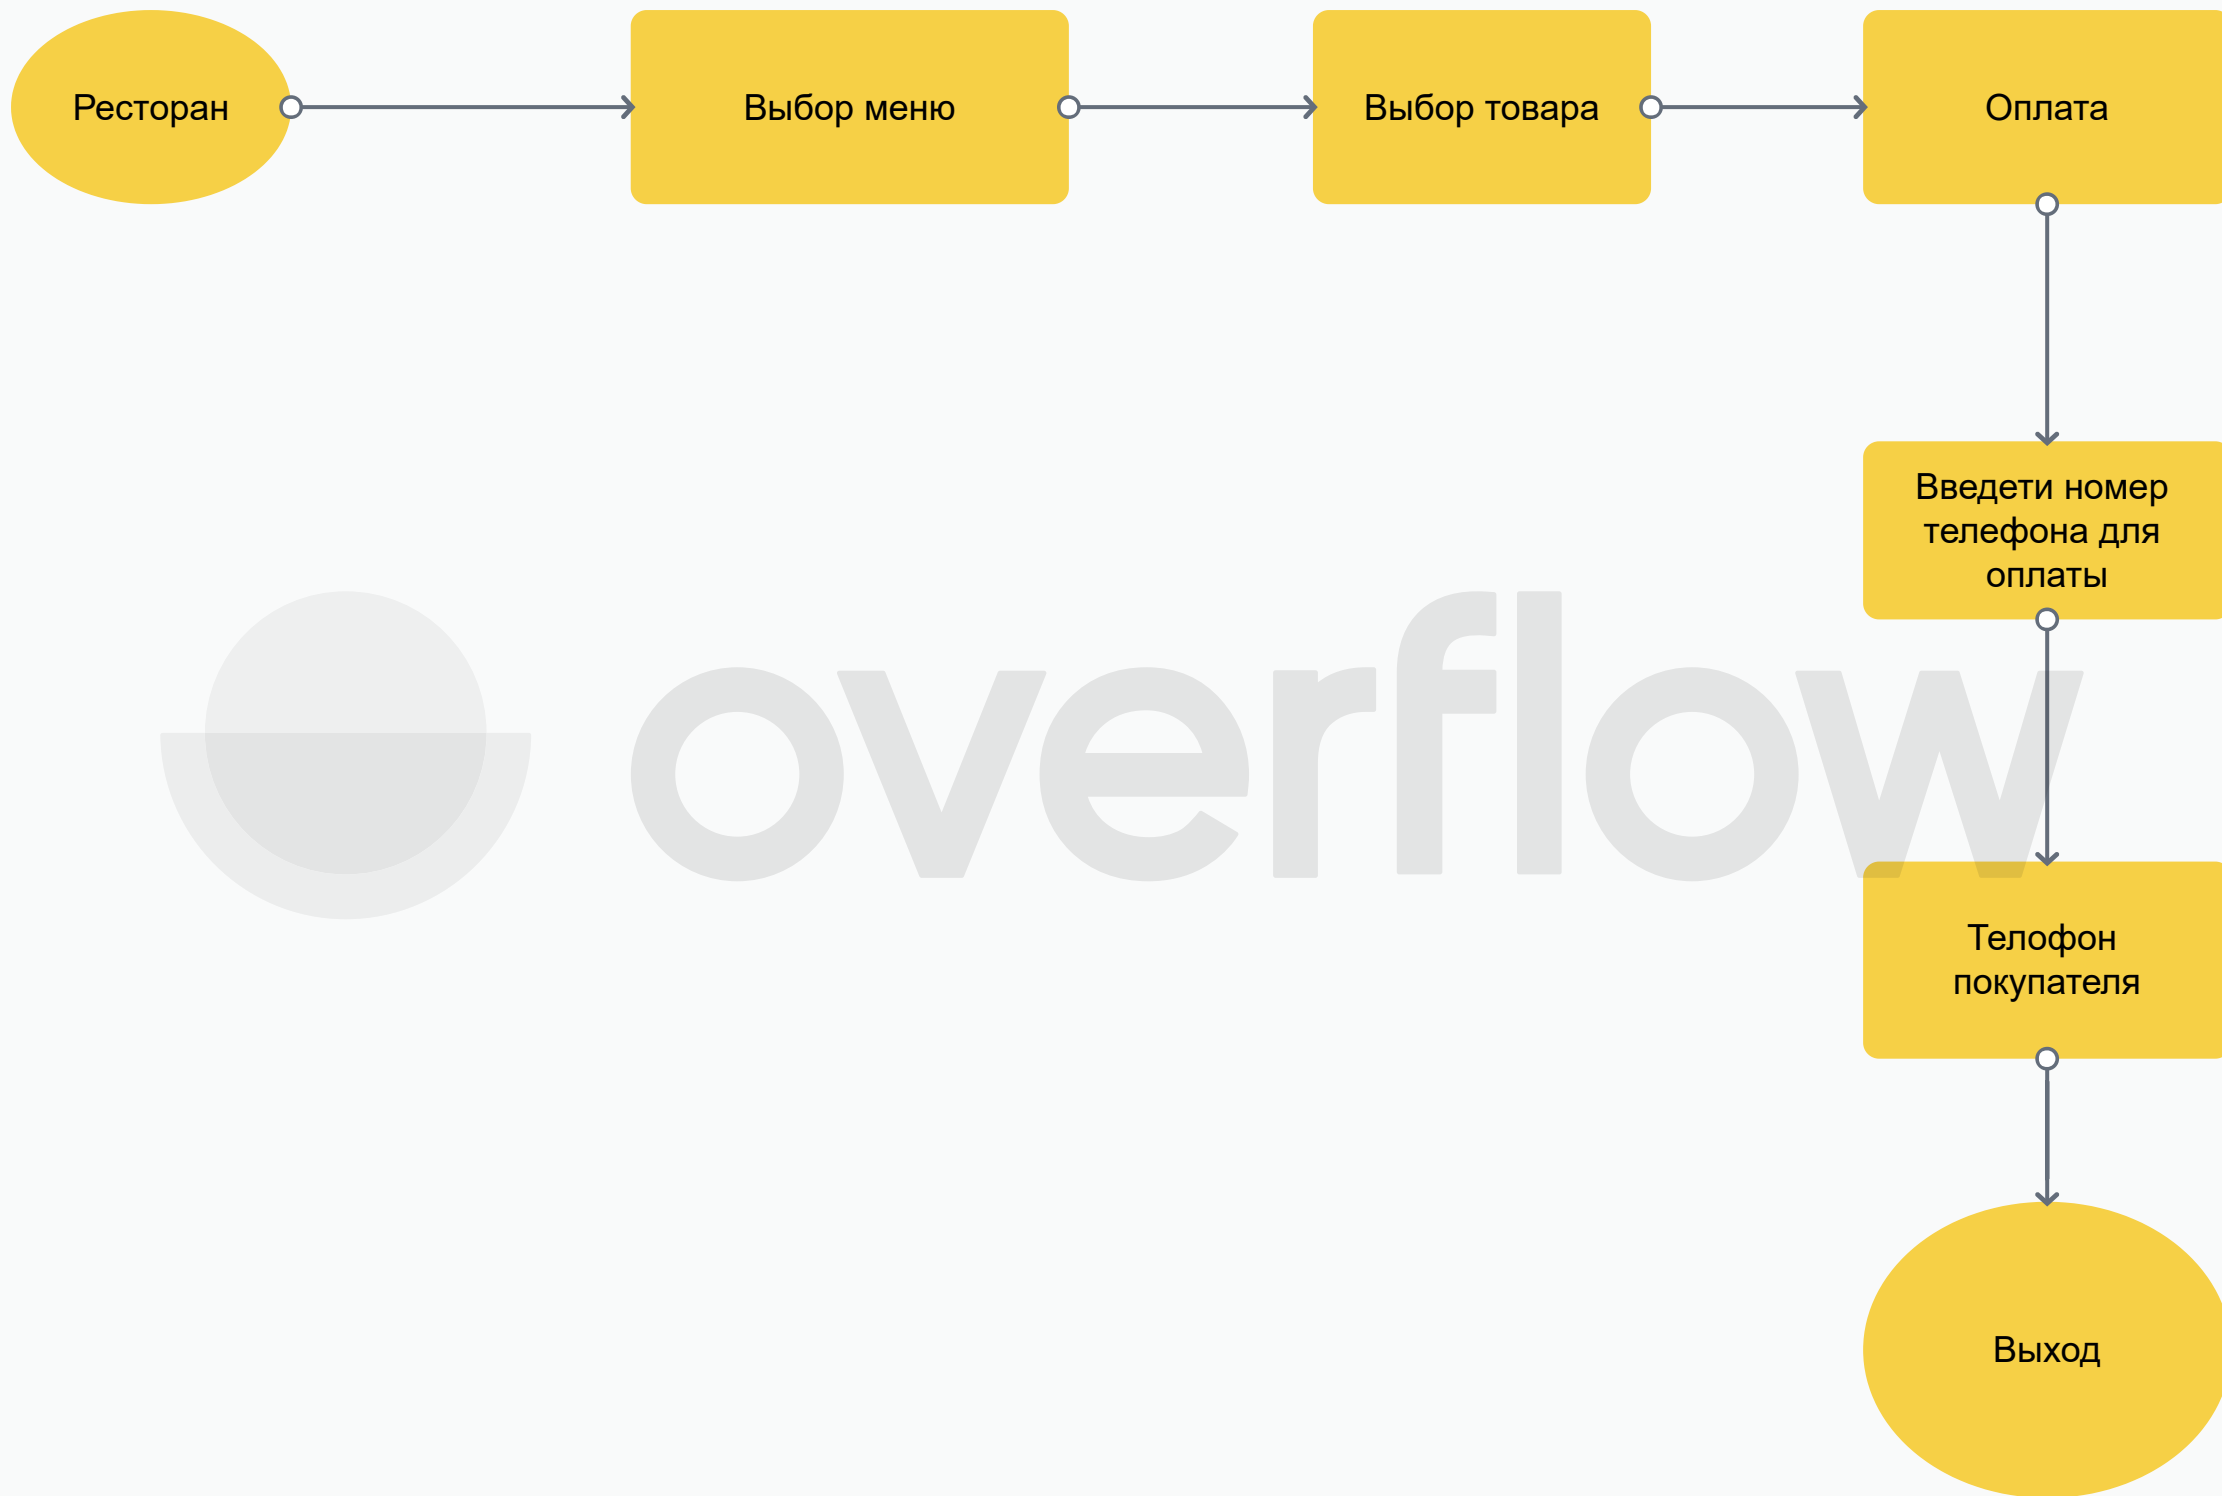 Ресторан
Выбор меню
Выбор товара
Оплата
Введети номер
телефона для
оплаты
overflow
Телофон
покупателя
Выход